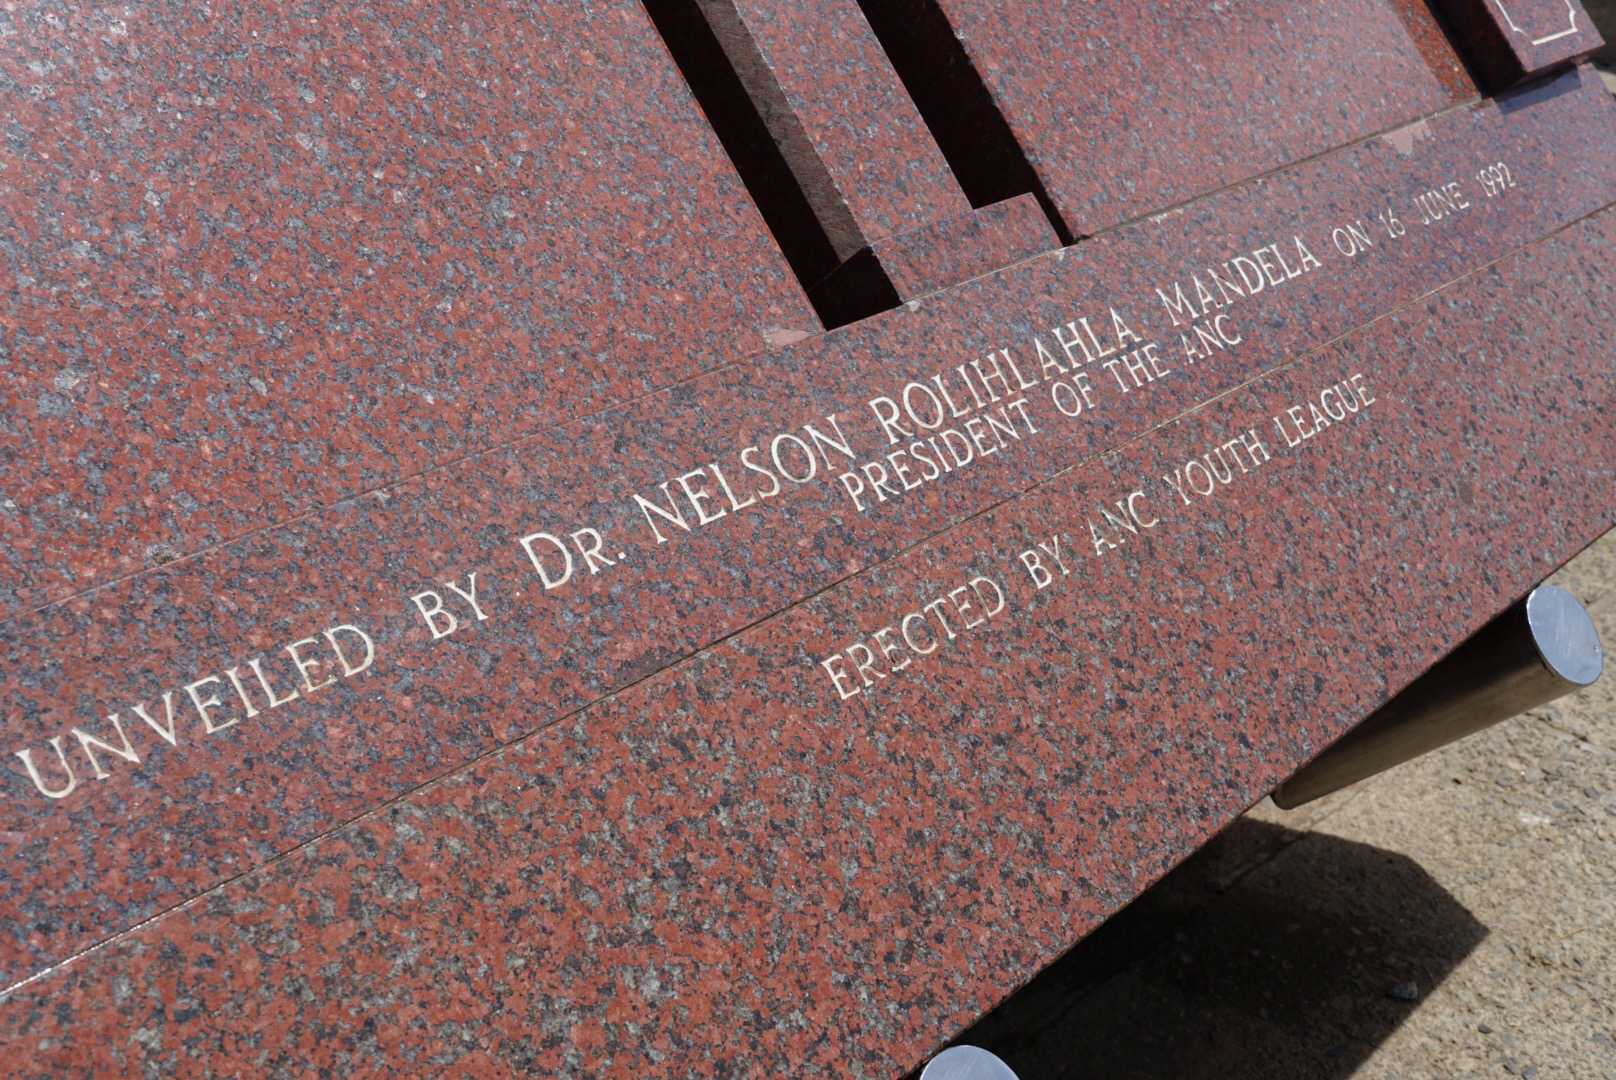 UNVEILED BY DR. NELSON ROLIHLAHLA MANDELA ON 16 JUNE 1992
PRESIDENT OF THE ANC
ERECTED BY ANC YOUTH LEAGUE